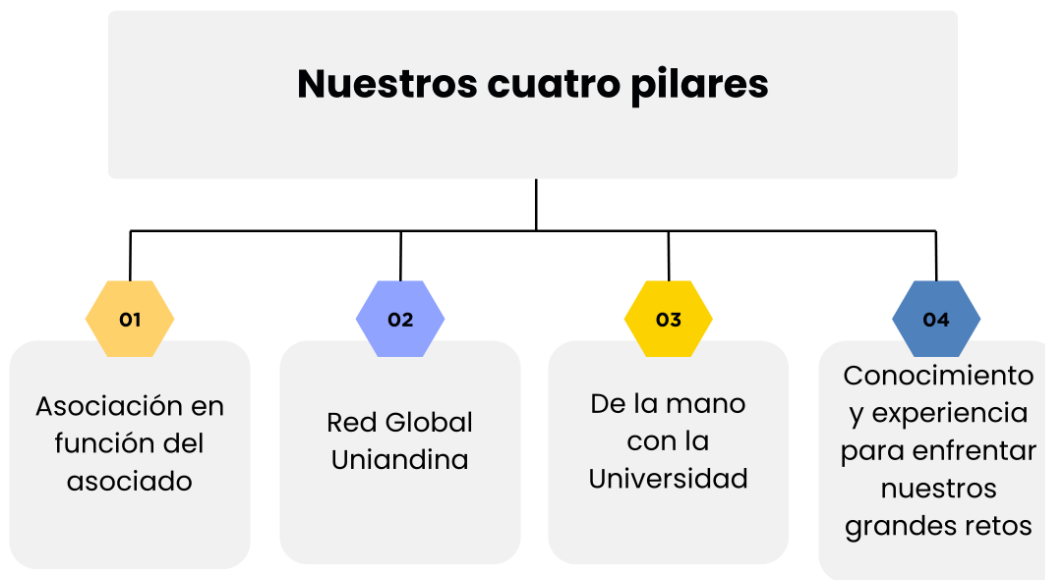 Nuestros cuatro pilares
01
Asociación en
función del
asociado
02
Red Global
Uniandina
03
De la mano
con la
Universidad
04
Conocimiento
y experiencia
para enfrentar
nuestros
grandes retos